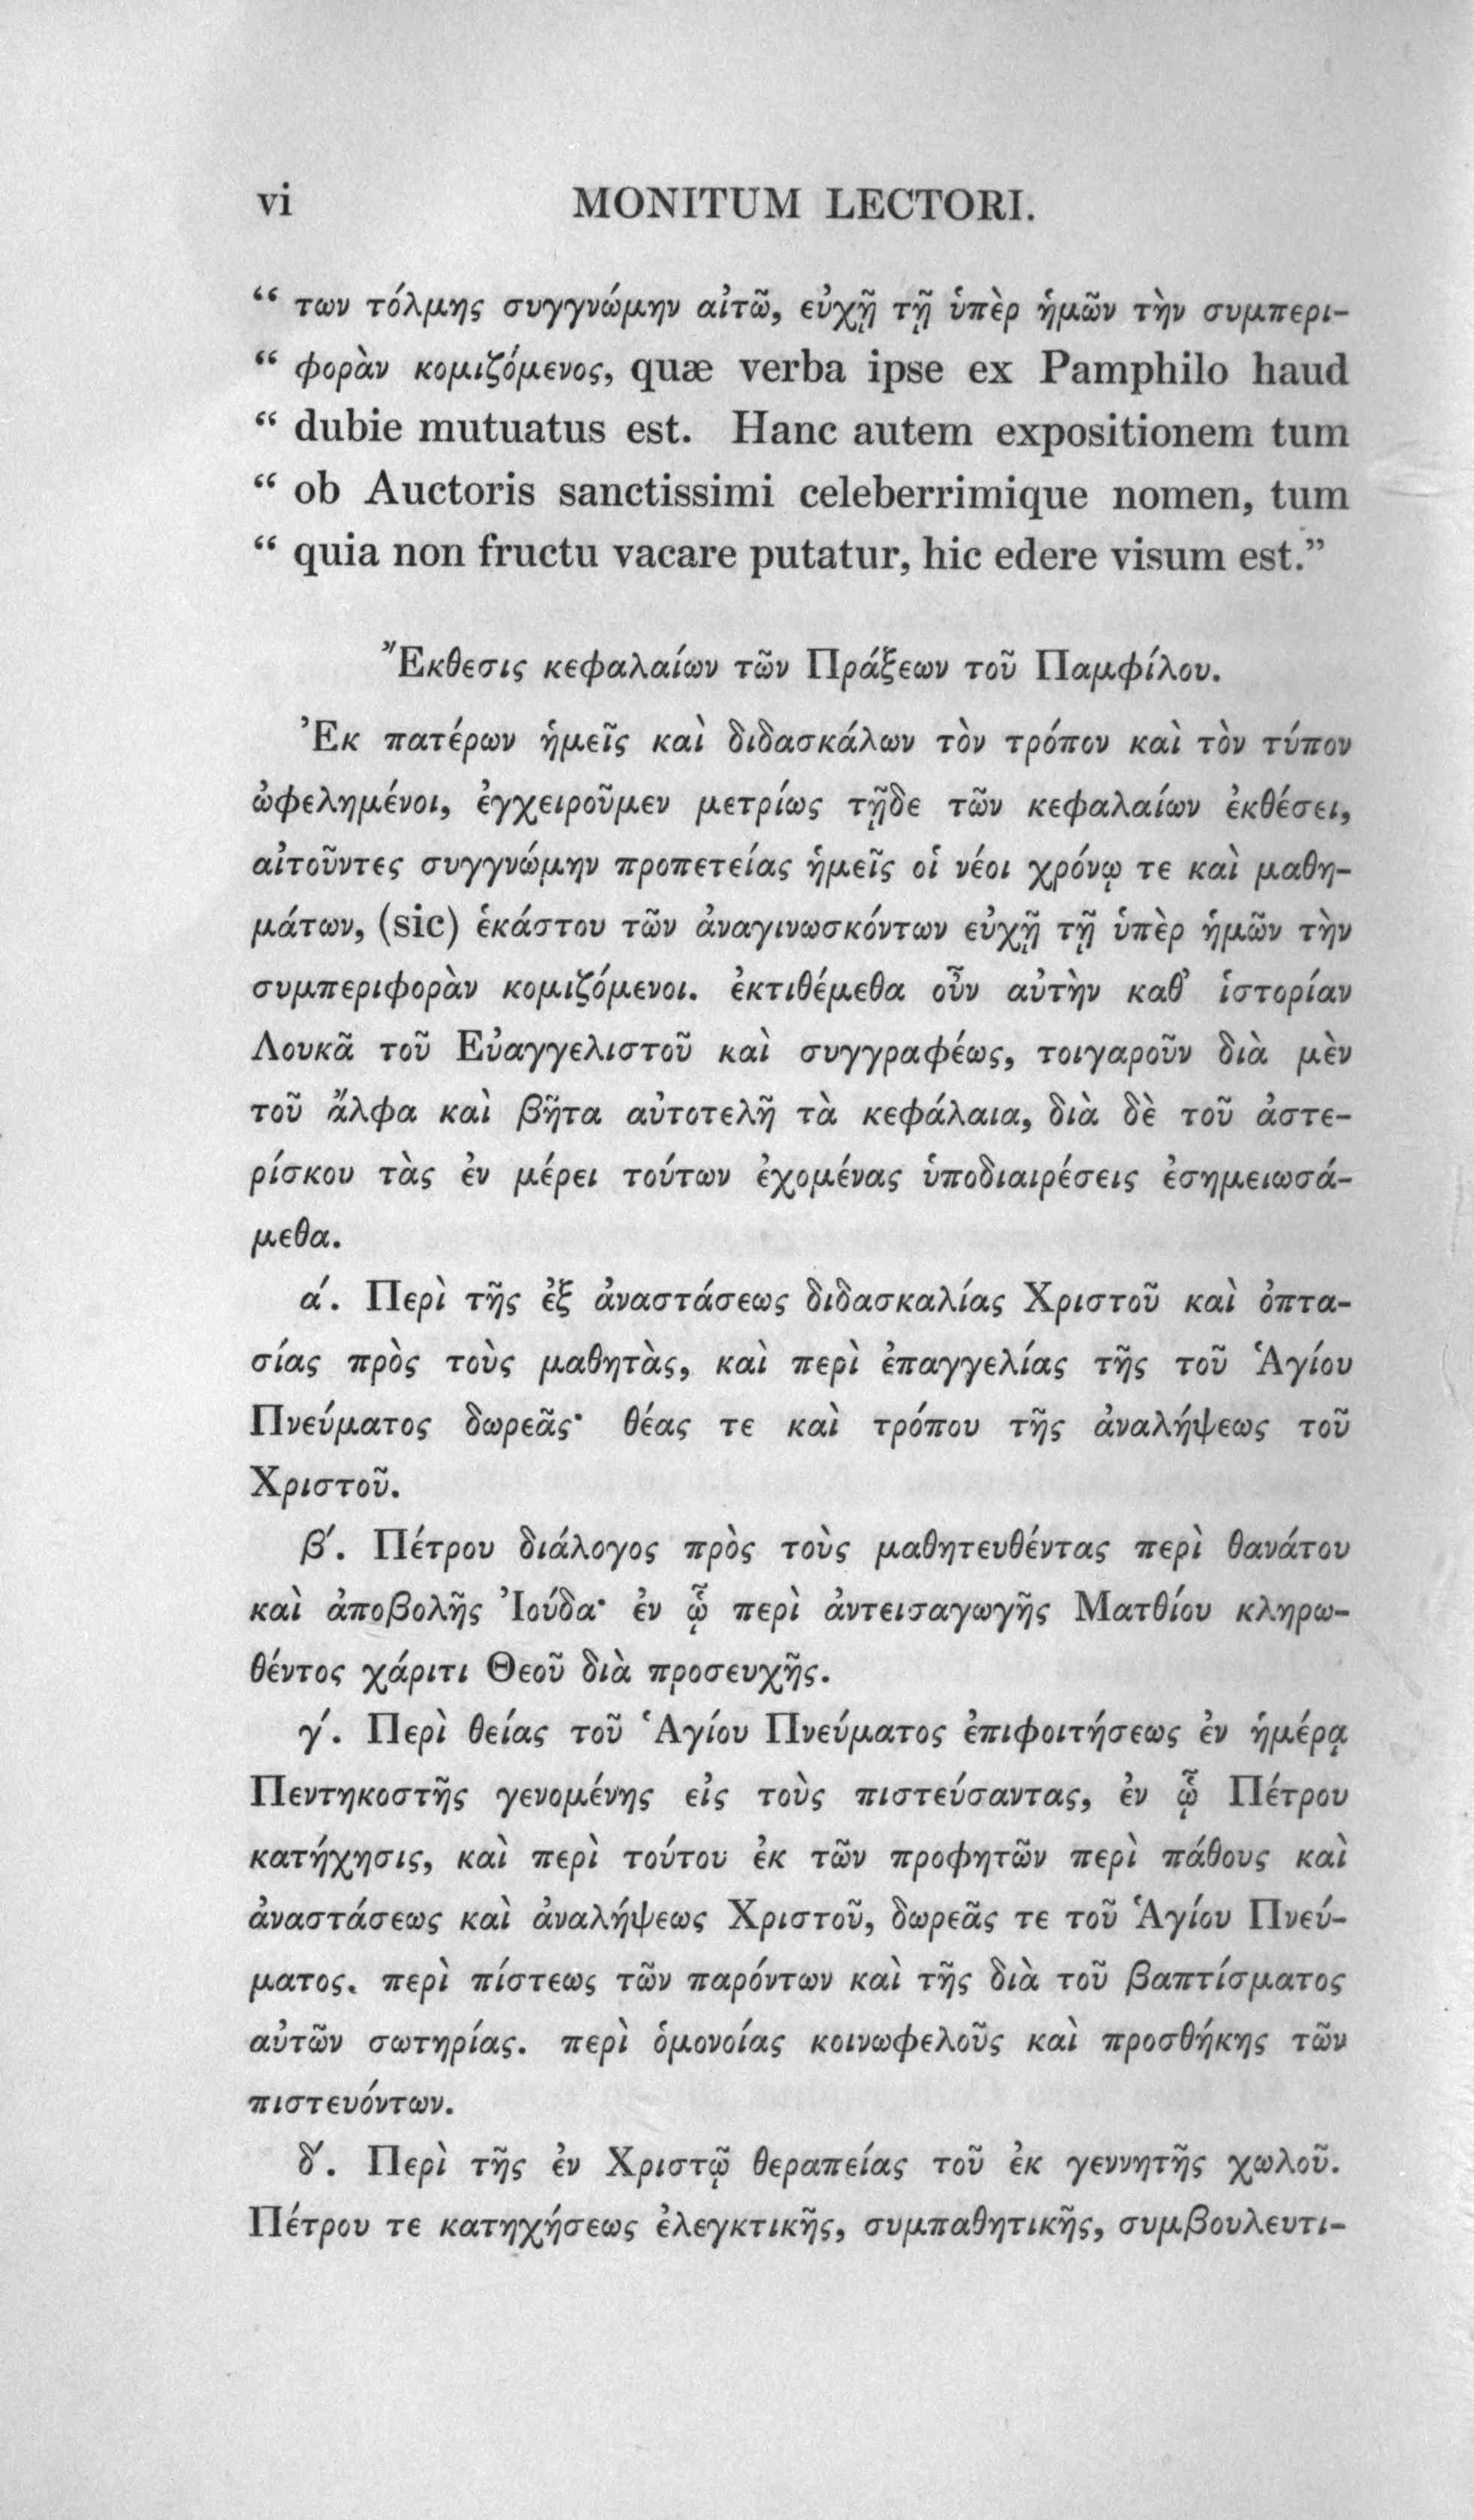 vi MONITUM LECTORI.
“ των τόλμης συγγνώμην αἰτῶ, εὐχῇ τῇ ὑπὲρ ἡμῶν τὴν συμπερι-
“ φορὰν κομιζόμενος, quæ verba ipse ex Pamphilo haud
“ dubie mutuatus est. Hanc autem expositionem tum
“ ob Auctoris sanctissimi celeberrimique nomen, tum
“ quia non fructu vacare putatur, hic edere visum est.”
Ἔκθεσις κεφαλαίων τῶν Πράξεων τοῦ Παμφίλου.
Ἐκ πατέρων ἡμεῖς καὶ διδασκάλων τὸν τρόπον καὶ τὸν τύπον
ὠφελημένοι, ἐγχειροῦμεν μετρίως τῇδε τῶν κεφαλαίων ἐκθέσει,
αἰτοῦντες συγγνώμην προπετείας ἡμεῖς οἱ νέοι χρόνῳ τε καὶ μαθη-
μάτων, (sic) ἑκάστου τῶν ἀναγινωσκόντων εὐχῇ τῇ ὑπὲρ ἡμῶν τὴν
συμπεριφορὰν κομιζόμενοι. ἐκτιθέμεθα οὖν αὐτὴν καθ’ ἱστορίαν
Λουκᾶ τοῦ Εὐαγγελιστοῦ καὶ συγγραφέως, τοιγαροῦν διὰ μὲν
τοῦ ἄλφα καὶ βῆτα αὐτοτελῆ τὰ κεφάλαια, διὰ δὲ τοῦ ἀστε-
ρίσκου τὰς ἐν μέρει τούτων ἐχομένας ὑποδιαιρέσεις ἐσημειωσά-
μεθα.
α΄. Περὶ τῆς ἐξ ἀναστάσεως διδασκαλίας Χριστοῦ καὶ ὀπτα-
σίας πρὸς τοὺς μαθητὰς, καὶ περὶ ἐπαγγελίας τῆς τοῦ Ἁγίου
Πνεύματος δωρεᾶς· θέας τε καὶ τρόπου τῆς ἀναλήψεως τοῦ
Χριστοῦ.
β΄. Πέτρου διάλογος πρὸς τοὺς μαθητευθέντας περὶ θανάτου
καὶ ἀποβολῆς Ἰούδα· ἐν ᾧ περὶ ἀντεισαγωγῆς Ματθίου κληρω-
θέντος χάριτι Θεοῦ διὰ προσευχῆς.
γ΄. Περὶ θείας τοῦ Ἁγίου Πνεύματος ἐπιφοιτήσεως ἐν ἡμέρᾳ
Πεντηκοστῆς γενομένης εἰς τοὺς πιστεύσαντας, ἐν ᾧ Πέτρου
κατήχησις, καὶ περὶ τούτου ἐκ τῶν προφητῶν περὶ πάθους καὶ
ἀναστάσεως καὶ ἀναλήψεως Χριστοῦ, δωρεᾶς τε τοῦ Ἁγίου Πνεύ-
ματος. περὶ πίστεως τῶν παρόντων καὶ τῆς διὰ τοῦ βαπτίσματος
αὐτῶν σωτηρίας. περὶ ὁμονοίας κοινωφελοῦς καὶ προσθήκης τῶν
πιστευόντων.
δ΄. Περὶ τῆς ἐν Χριστῷ θεραπείας τοῦ ἐκ γεννητῆς χωλοῦ.
Πέτρου τε κατηχήσεως ἐλεγκτικῆς, συμπαθητικῆς, συμβουλευτι-